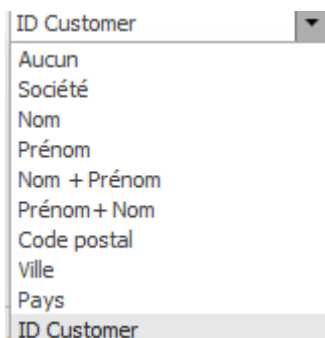 ID Customer
Aucun
Société
Nom
Prénom
Nom + Prénom
Prénom+ Nom
Code postal
Ville
Pays
ID Customer